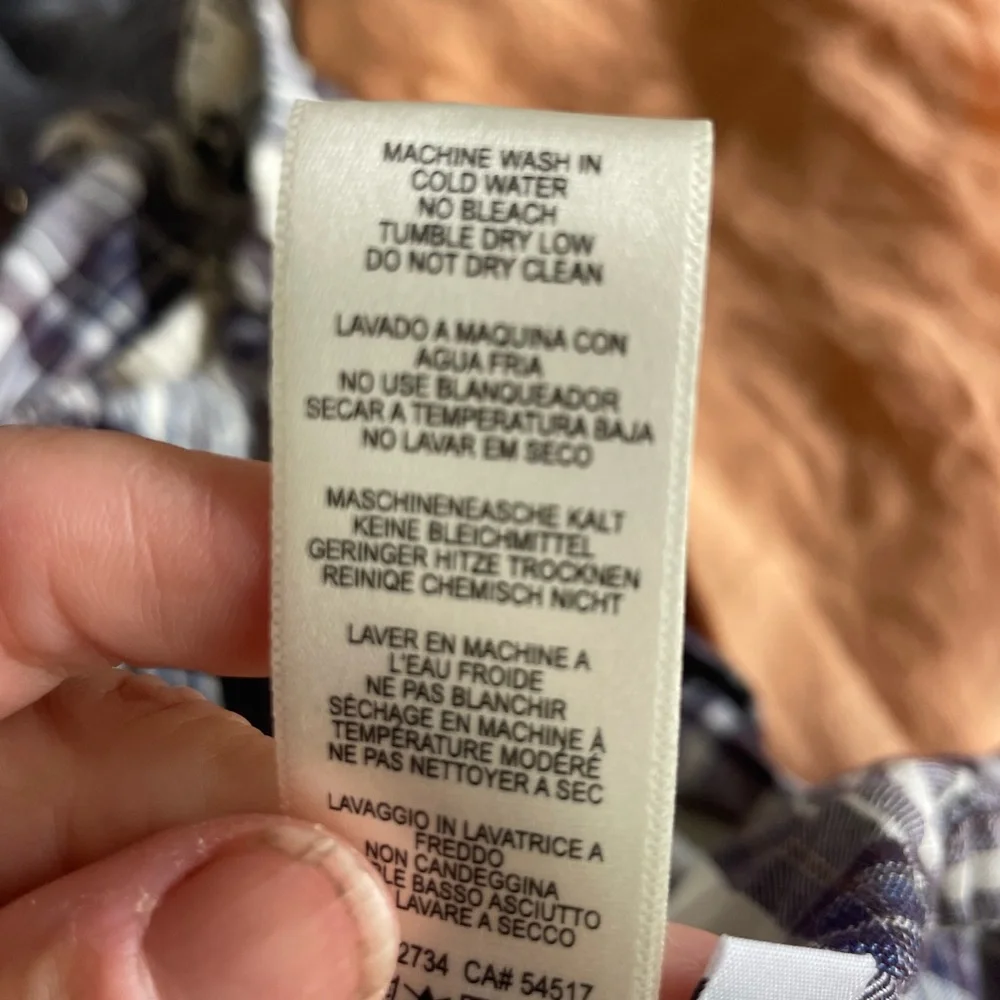 MACHINE WASH IN
COLD WATER
NO BLEACH
TUMBLE DRY LOW
DO NOT DRY CLEAN
LAVADO A MAQUINA CON
AGUA FRIA
NO USE BLANQUEADOR
SECAR A TEMPERATURA BAJA
NO LAVAR EM SECO
MASCHINENEASCHE KALT
KEINE BLEICHMITTEL
GERINGER HITZE TROCKNEN
REINIQE CHEMISCH NICHT
LAVER EN MACHINE A
L'EAU FROIDE
NE PAS BLANCHIR
SÉCHAGE EN MACHINE À
TEMPÉRATURE MODÉRÉ
NE PAS NETTOYER A SEC
LAVAGGIO IN LAVATRICE A
FREDDO
NON CANDEGGINA
BASSO ASCIUTTO
LAVARE A SECCO
2734 CA# 54517